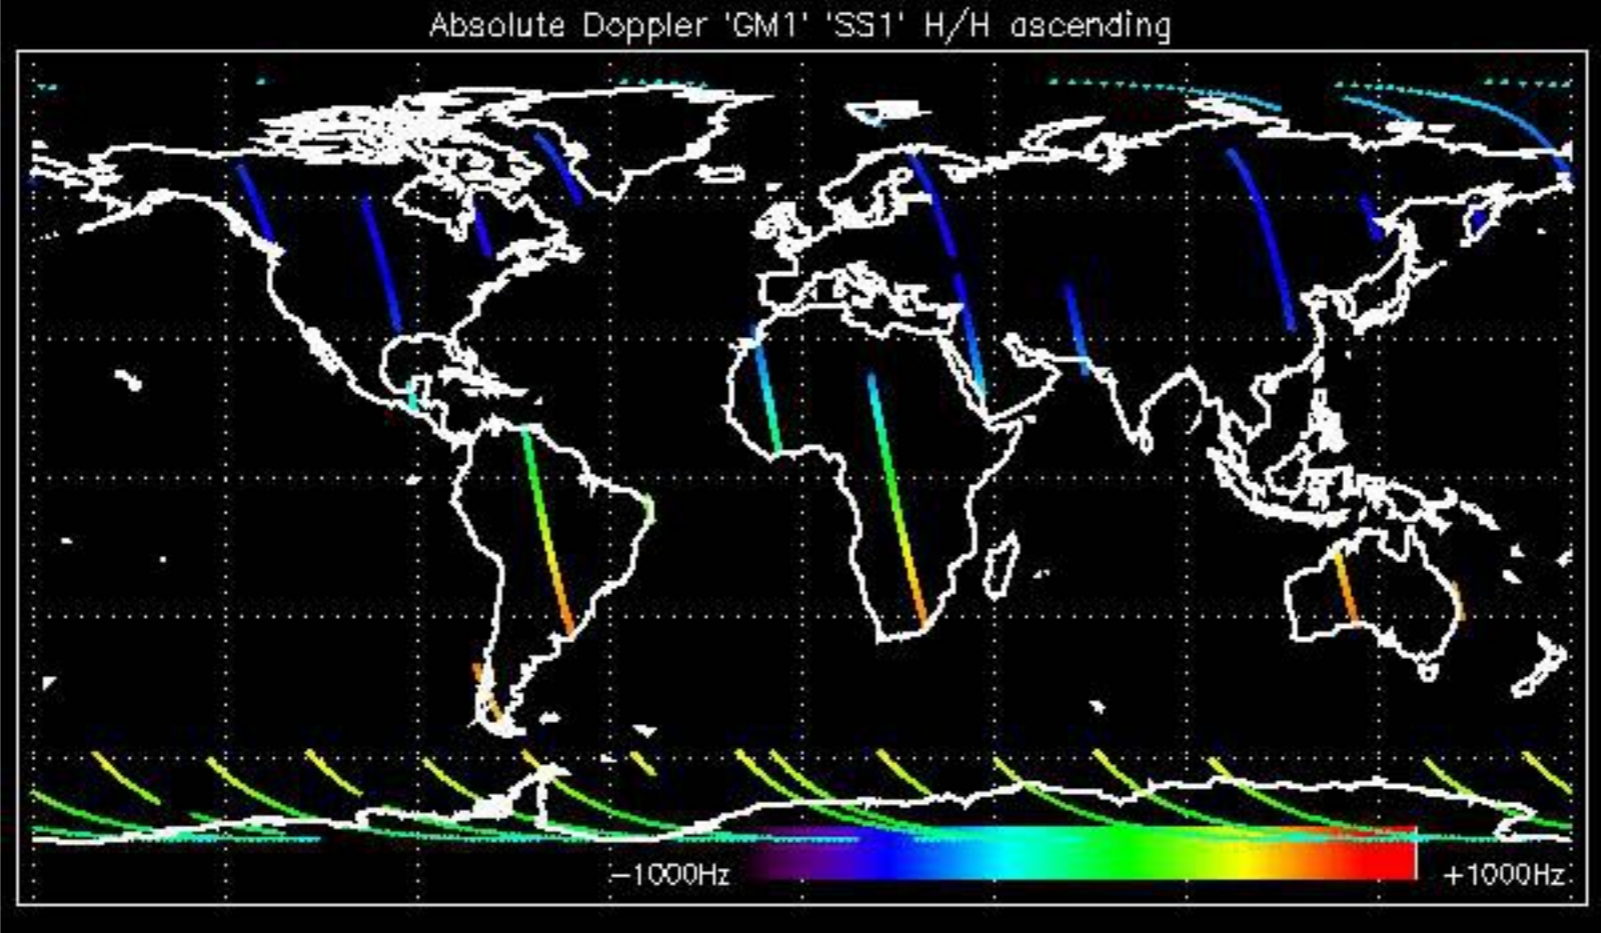 Absolute Doppler 'GM1' 'SS1' H/H ascending
−1000Hz
+1000Hz